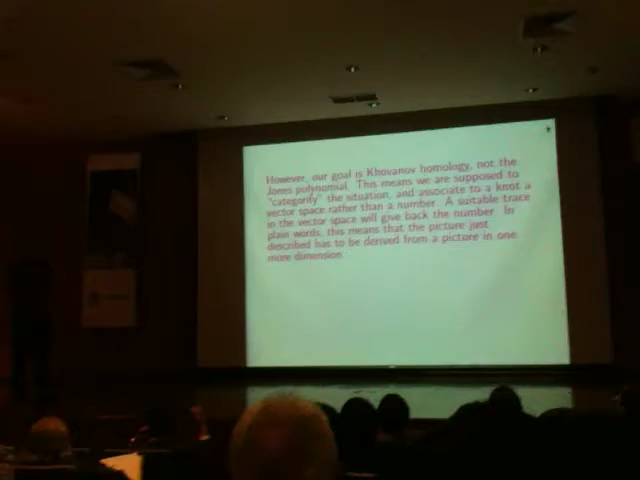 However, our goal is Khovanov homology, not the
Jones polynomial. This means we are supposed to
"categorify" the situation, and associate to a knot a
vector space rather than a number. A suitable trace
in the vector space will give back the number. In
plain words, this means that the picture just
described has to be derived from a picture in one
more dimension.